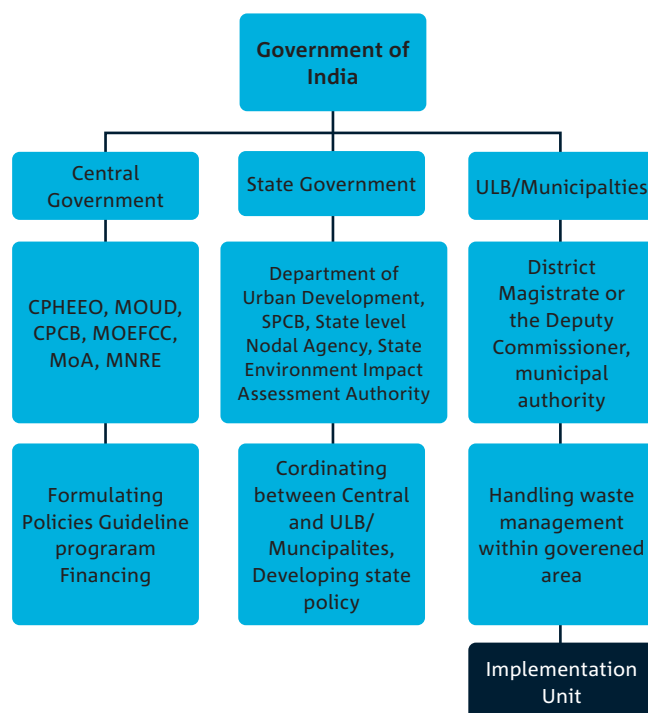 Government of
India
Central
Government
State Government
ULB/Municipalties
CPHEEO, MOUD,
CPCB, MOEFCC,
MoA, MNRE
Department of
Urban Development,
SPCB, State level
Nodal Agency, State
Environment Impact
Assessment Authority
District
Magistrate or
the Deputy
Commissioner,
municipal
authority
Formulating
Policies Guideline
prograram
Financing
Cordinating
between Central
and ULB/
Muncipalites,
Developing state
policy
Handling waste
management
within goverened
area
Implementation
Unit